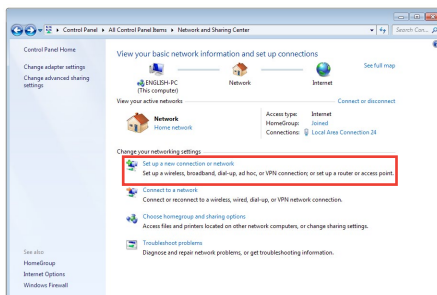 Control Panel ▸ All Control Panel Items ▸ Network and Sharing Center
Search Con...
Control Panel Home
Change adapter settings
Change advanced sharing
settings
View your basic network information and set up connections
See full map
ENGLISH-PC
(This computer)
Network
Internet
View your active networks
Connect or disconnect
Network
Home network
Access type: Internet
HomeGroup: Joined
Connections: Local Area Connection 24
Change your networking settings
Set up a new connection or network
Set up a wireless, broadband, dial-up, ad hoc, or VPN connection; or set up a router or access point.
Connect to a network
Connect or reconnect to a wireless, wired, dial-up, or VPN network connection.
Choose homegroup and sharing options
Access files and printers located on other network computers, or change sharing settings.
Troubleshoot problems
Diagnose and repair network problems, or get troubleshooting information.
See also
HomeGroup
Internet Options
Windows Firewall